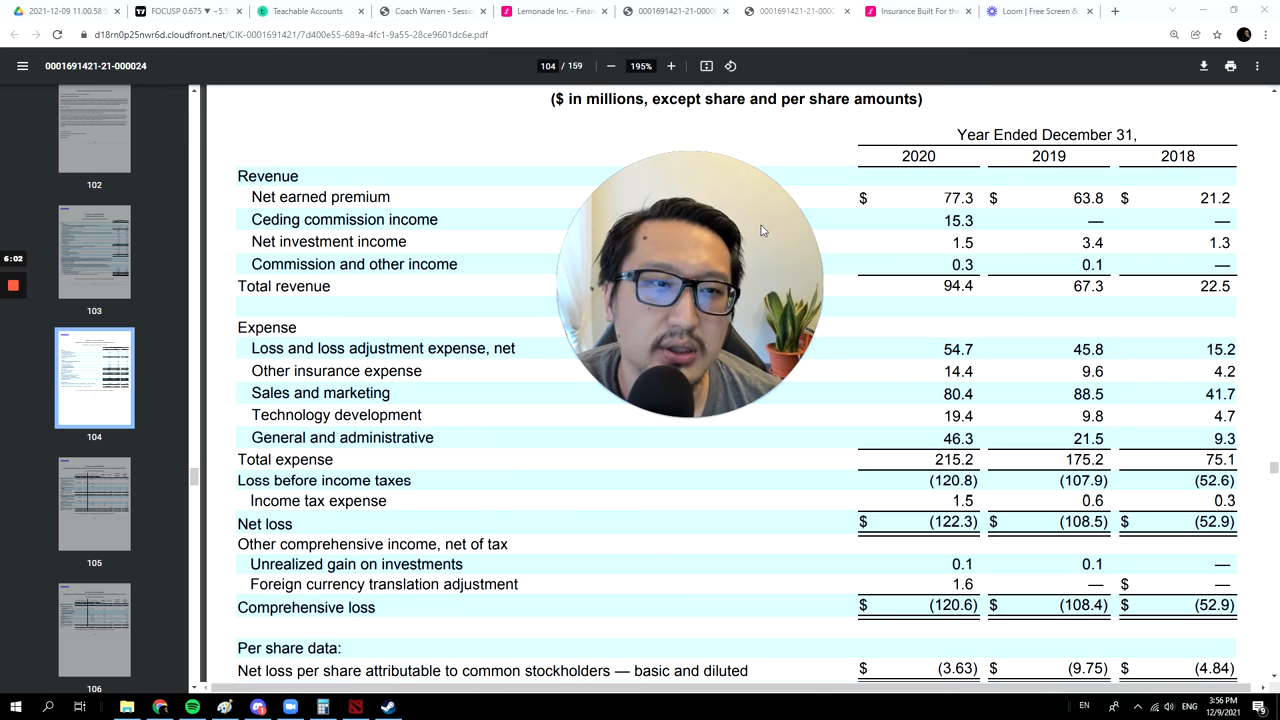 2021-12-09 11.00.58 5
FOCUSP 0.675 ▼ −5.5
Teachable Accounts
Coach Warren - Sessi
Lemonade Inc. - Finan
0001691421-21-0000
0001691421-21-0000
Insurance Built For the
Loom | Free Screen &
d18rn0p25nwr6d.cloudfront.net/CIK-0001691421/7d400e55-689a-4fc1-9a55-28ce9601dc6e.pdf
0001691421-21-000024
104 / 159
195%
($ in millions, except share and per share amounts)
Year Ended December 31,
2020 2019 2018
Revenue
Net earned premium $ 77.3 $ 63.8 $ 21.2
Ceding commission income 15.3 — —
Net investment income 1.5 3.4 1.3
Commission and other income 0.3 0.1 —
Total revenue 94.4 67.3 22.5
Expense
Loss and loss adjustment expense, net 54.7 45.8 15.2
Other insurance expense 14.4 9.6 4.2
Sales and marketing 80.4 88.5 41.7
Technology development 19.4 9.8 4.7
General and administrative 46.3 21.5 9.3
Total expense 215.2 175.2 75.1
Loss before income taxes (120.8) (107.9) (52.6)
Income tax expense 1.5 0.6 0.3
Net loss $ (122.3) $ (108.5) $ (52.9)
Other comprehensive income, net of tax
Unrealized gain on investments 0.1 0.1 —
Foreign currency translation adjustment 1.6 — $ —
Comprehensive loss $ (120.6) $ (108.4) $ (52.9)
Per share data:
Net loss per share attributable to common stockholders — basic and diluted $ (3.63) $ (9.75) $ (4.84)
102
103
104
105
106
6:02
EN
ENG
3:56 PM
12/9/2021